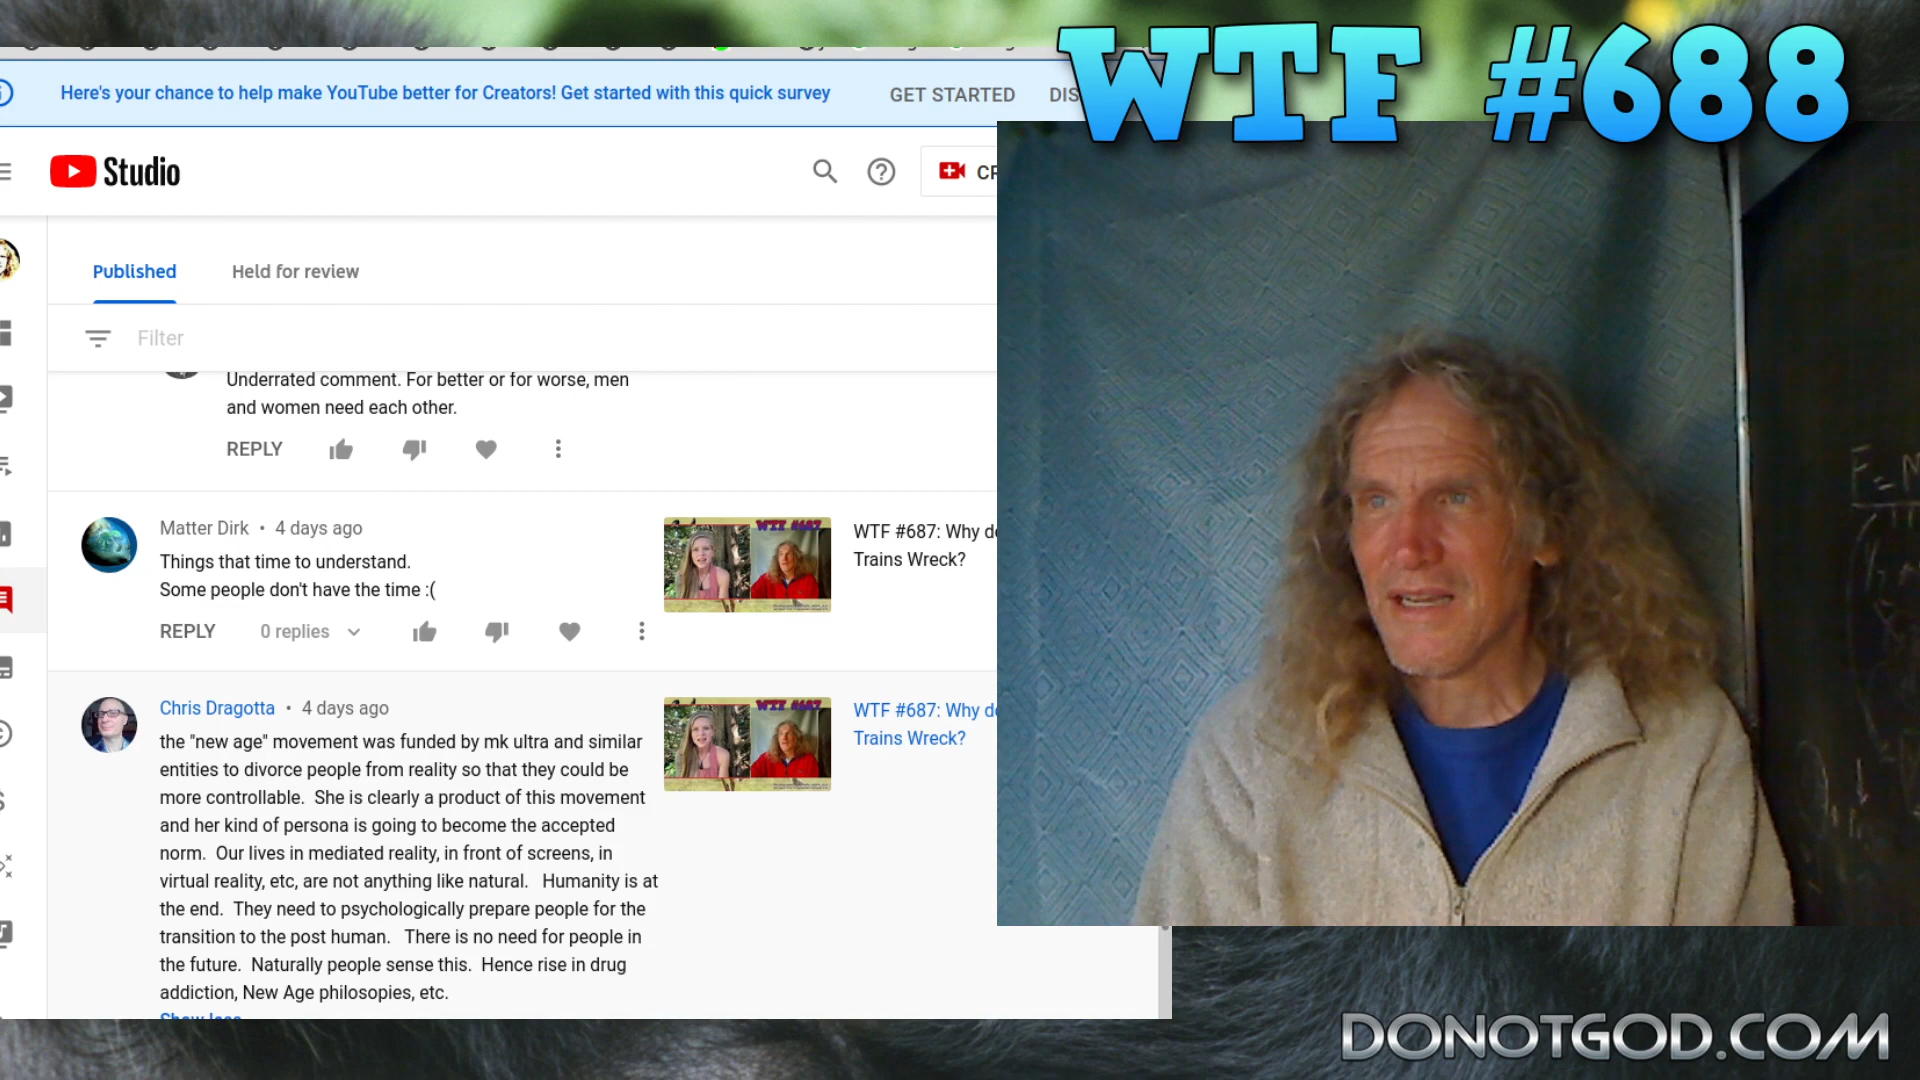 WTF #688
Here's your chance to help make YouTube better for Creators! Get started with this quick survey
GET STARTED
DIS
Studio
CR
Published
Held for review
Filter
Underrated comment. For better or for worse, men
and women need each other.
REPLY
Matter Dirk • 4 days ago
Things that time to understand.
Some people don't have the time :(
REPLY
0 replies
WTF #687
WTF #687: Why do
Trains Wreck?
Chris Dragotta • 4 days ago
the "new age" movement was funded by mk ultra and similar
entities to divorce people from reality so that they could be
more controllable. She is clearly a product of this movement
and her kind of persona is going to become the accepted
norm. Our lives in mediated reality, in front of screens, in
virtual reality, etc, are not anything like natural. Humanity is at
the end. They need to psychologically prepare people for the
transition to the post human. There is no need for people in
the future. Naturally people sense this. Hence rise in drug
addiction, New Age philosopies, etc.
Show less
WTF #687
WTF #687: Why do
Trains Wreck?
DONOTGOD.COM